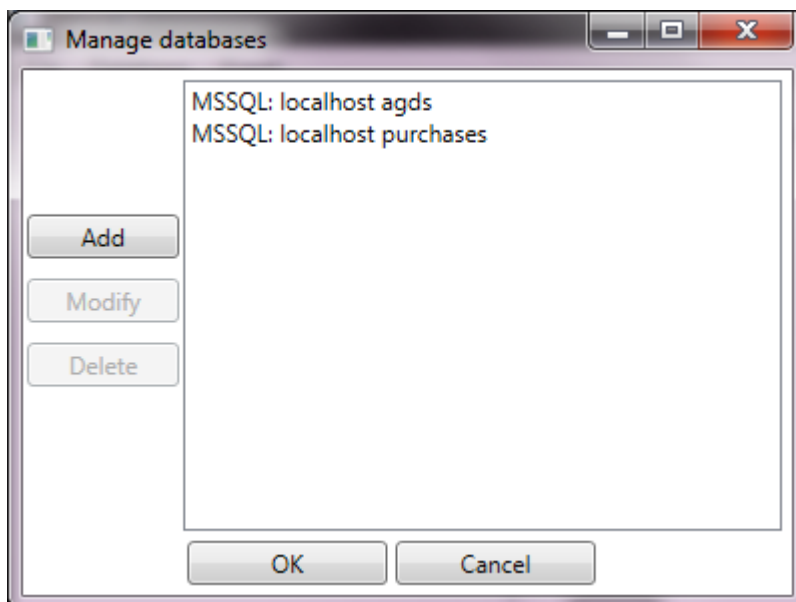 Manage databases
MSSQL: localhost agds
MSSQL: localhost purchases
Add
Modify
Delete
OK
Cancel